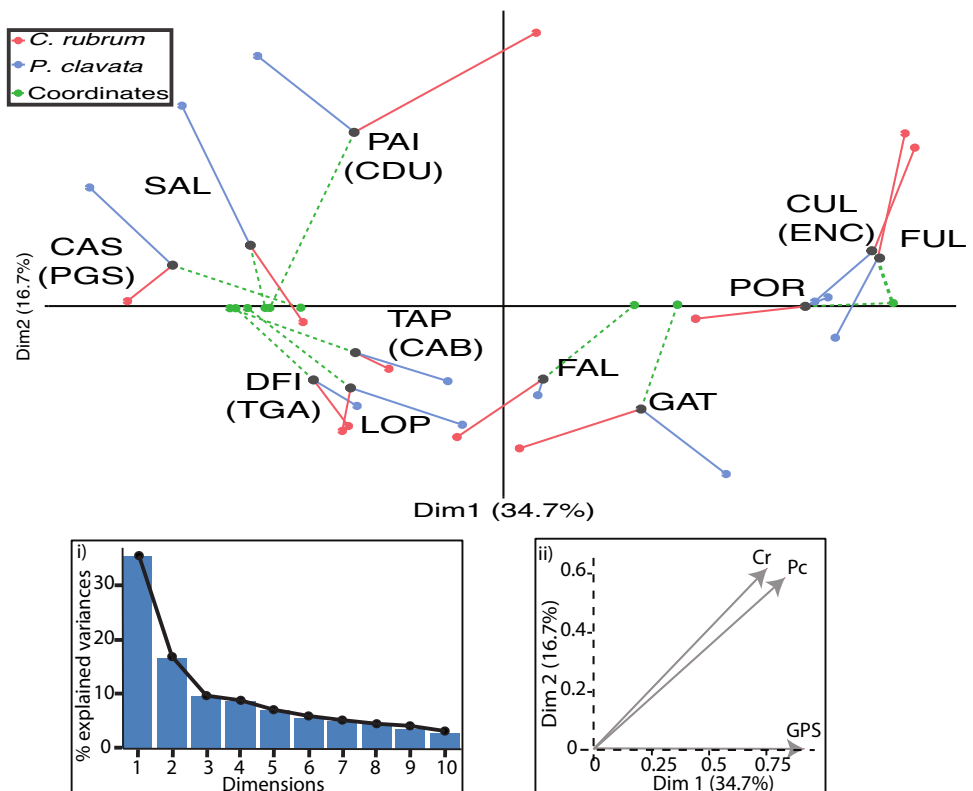 C. rubrum
P. clavata
Coordinates
PAI
(CDU)
SAL
CAS
(PGS)
CUL
(ENC)
FUL
POR
TAP
(CAB)
DFI
(TGA)
LOP
FAL
GAT
Dim2 (16.7%)
Dim1 (34.7%)
i)
% explained variances
30
20
10
0
1 2 3 4 5 6 7 8 9 10
Dimensions
ii)
Cr
Pc
GPS
Dim 2 (16.7%)
0.6
0.4
0.2
0
0 0.25 0.50 0.75
Dim 1 (34.7%)